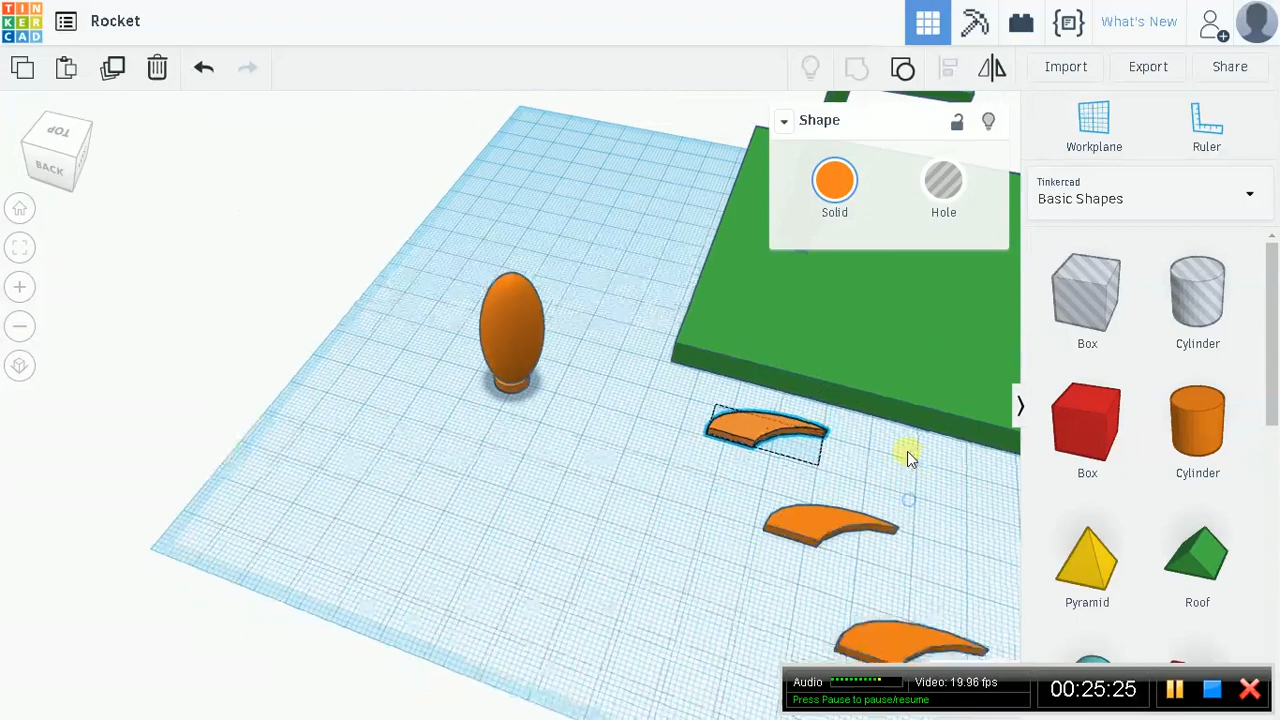 TIN
KER
CAD
Rocket
What's New
Import
Export
Share
TOP
BACK
Shape
Solid
Hole
Workplane
Ruler
Tinkercad
Basic Shapes
Box
Cylinder
Box
Cylinder
Pyramid
Roof
Audio
Video: 19.96 fps
Press Pause to pause/resume
00:25:25